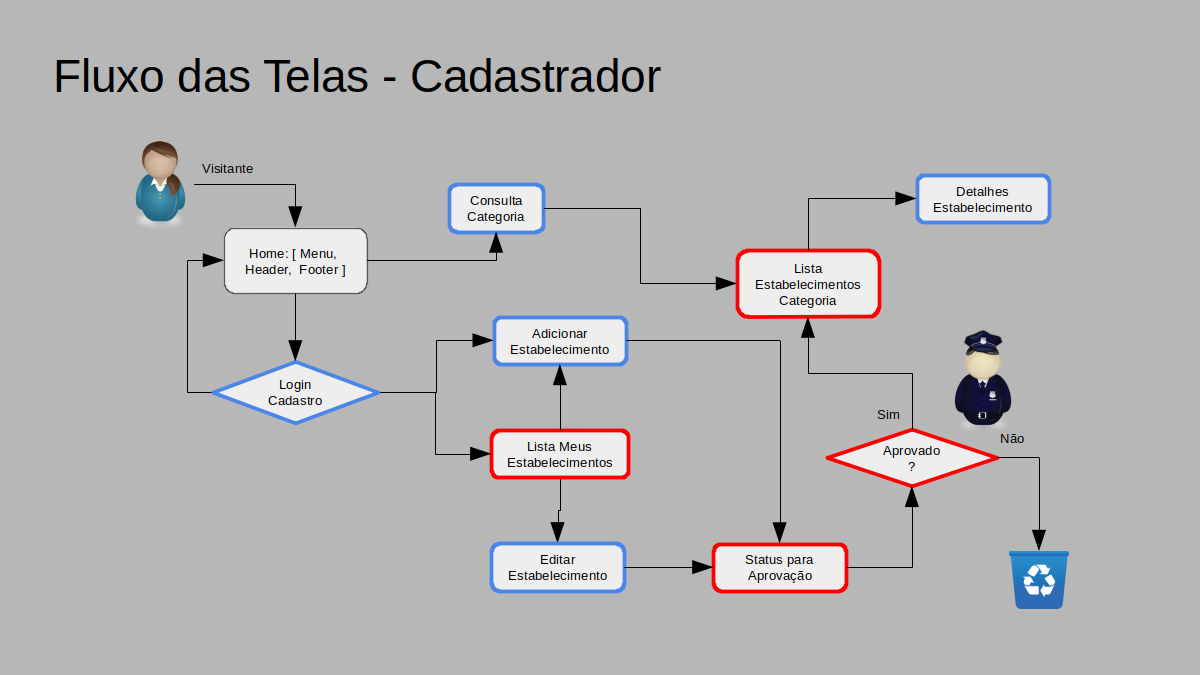 Fluxo das Telas - Cadastrador
Visitante
Consulta
Categoria
Detalhes
Estabelecimento
Home: [ Menu,
Header, Footer ]
Lista
Estabelecimentos
Categoria
Adicionar
Estabelecimento
Login
Cadastro
Sim
Não
Lista Meus
Estabelecimentos
Aprovado
?
Editar
Estabelecimento
Status para
Aprovação